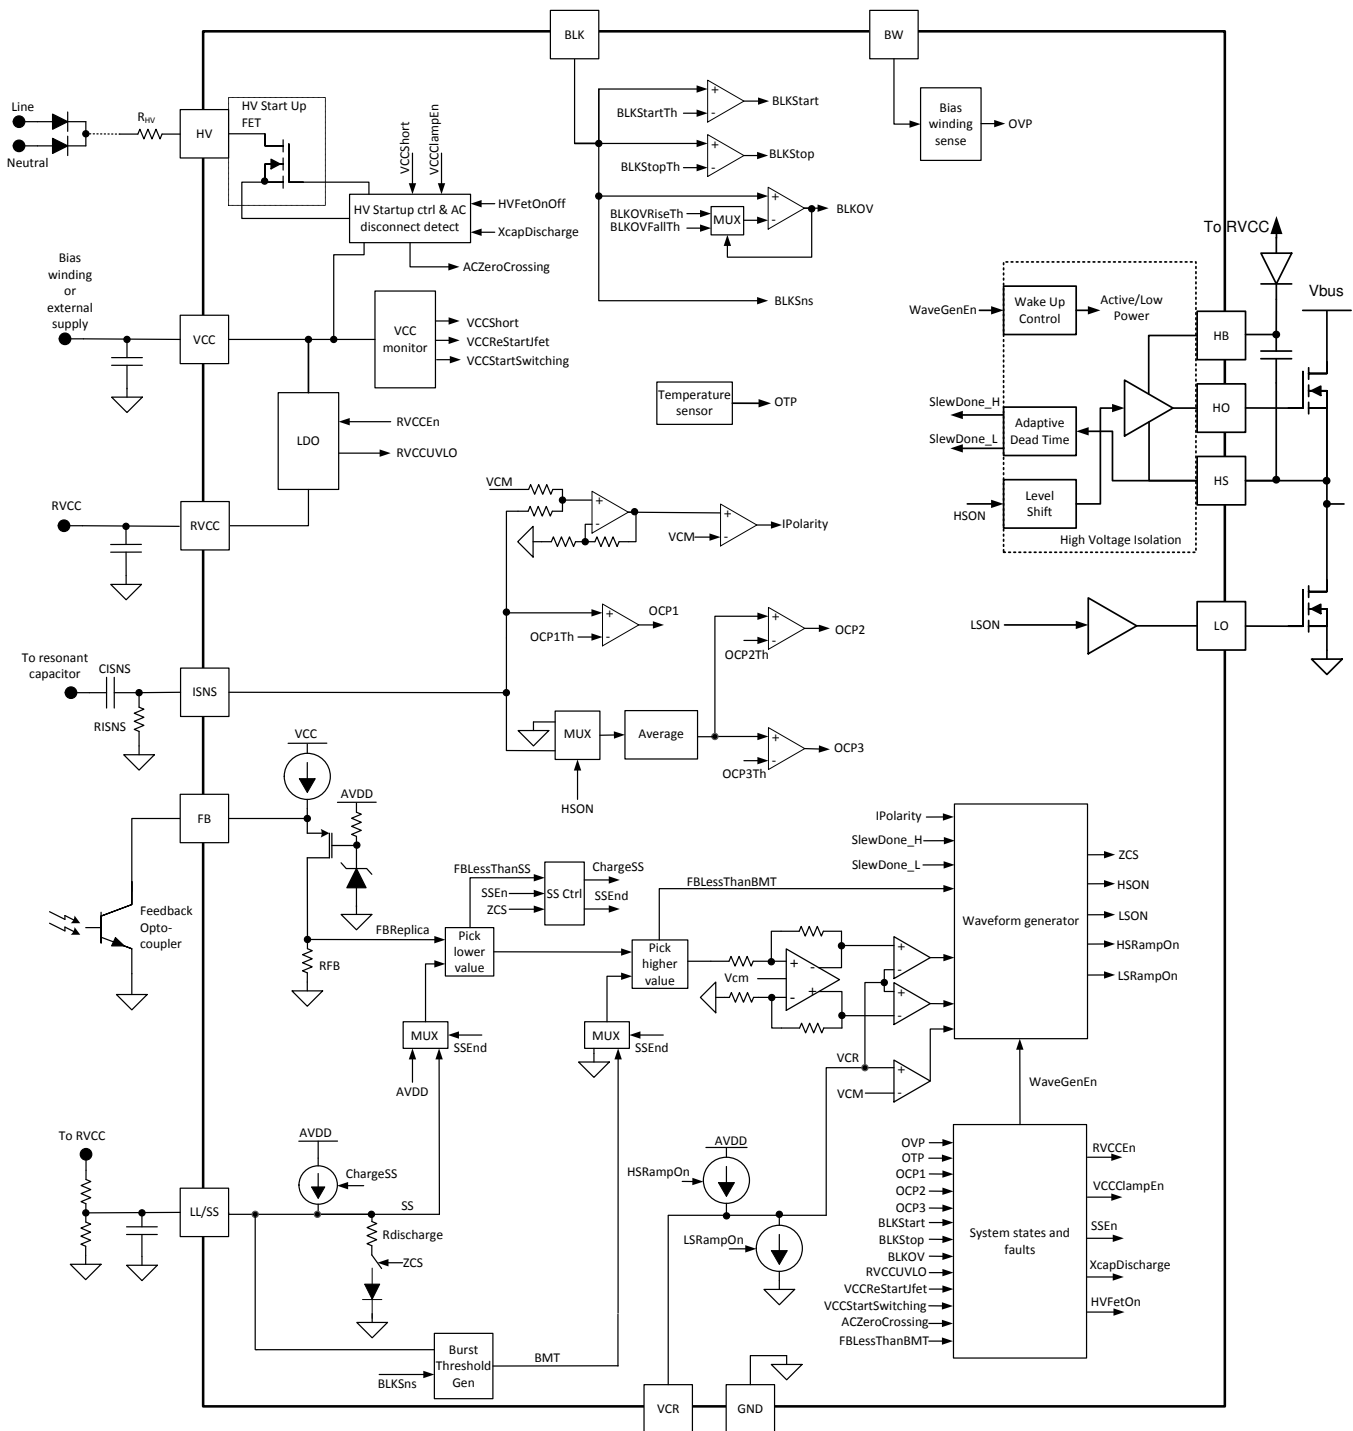 BLK
BW
HV Start Up
FET
Line
Neutral
RHV
HV
VCCShort
VCCClampEn
HV Startup ctrl & AC
disconnect detect
HVFetOnOff
XcapDischarge
ACZeroCrossing
BLKStartTh
BLKStart
BLKStopTh
BLKStop
BLKOVRiseTh
BLKOVFallTh
MUX
BLKOV
BLKSns
Bias
winding
sense
OVP
Bias
winding
or
external
supply
VCC
VCC
monitor
VCCShort
VCCReStartJfet
VCCStartSwitching
LDO
RVCCEn
RVCCUVLO
RVCC
RVCC
Temperature
sensor
OTP
To RVCC
Vbus
WaveGenEn
Wake Up
Control
Active/Low
Power
HB
SlewDone_H
SlewDone_L
Adaptive
Dead Time
HO
HS
HSON
Level
Shift
High Voltage Isolation
LSON
LO
VCM
VCM
IPolarity
OCP1Th
OCP1
OCP2Th
OCP2
To resonant
capacitor
CISNS
RISNS
ISNS
MUX
Average
HSON
OCP3Th
OCP3
VCC
AVDD
FB
Feedback
Opto-
coupler
RFB
FBReplica
FBLessThanSS
SSEn
ZCS
SS Ctrl
ChargeSS
SSEnd
Pick
lower
value
MUX
SSEnd
AVDD
FBLessThanBMT
Pick
higher
value
MUX
SSEnd
Vcm
VCR
VCM
IPolarity
SlewDone_H
SlewDone_L
Waveform generator
ZCS
HSON
LSON
HSRampOn
LSRampOn
WaveGenEn
To RVCC
LL/SS
AVDD
ChargeSS
SS
Rdischarge
ZCS
Burst
Threshold
Gen
BLKSns
BMT
AVDD
HSRampOn
LSRampOn
OVP
OTP
OCP1
OCP2
OCP3
BLKStart
BLKStop
BLKOV
RVCCUVLO
VCCReStartJfet
VCCStartSwitching
ACZeroCrossing
FBLessThanBMT
System states and
faults
RVCCEn
VCCClampEn
SSEn
XcapDischarge
HVFetOn
VCR
GND